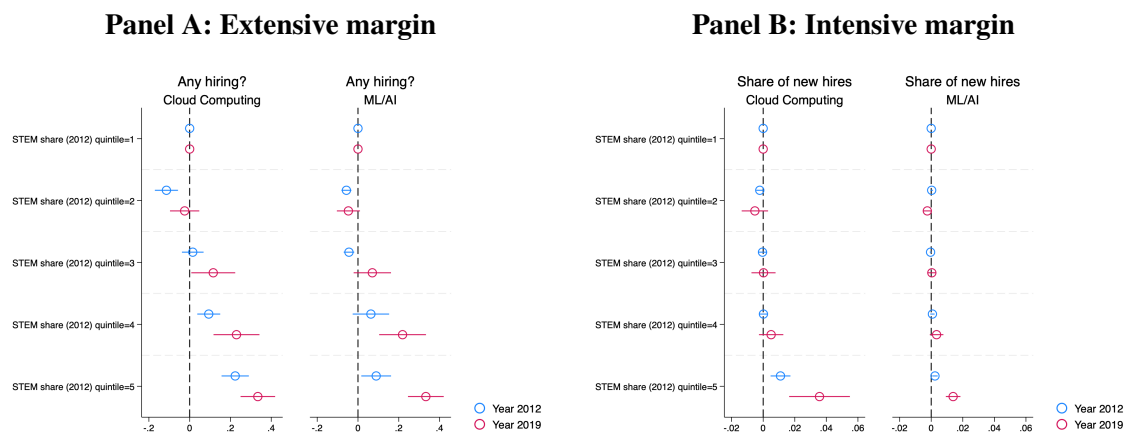 Panel A: Extensive margin
Any hiring?
Cloud Computing
Any hiring?
ML/AI
STEM share (2012) quintile=1
STEM share (2012) quintile=2
STEM share (2012) quintile=3
STEM share (2012) quintile=4
STEM share (2012) quintile=5
-.2 0 .2 .4
-.2 0 .2 .4
Year 2012
Year 2019
Panel B: Intensive margin
Share of new hires
Cloud Computing
Share of new hires
ML/AI
STEM share (2012) quintile=1
STEM share (2012) quintile=2
STEM share (2012) quintile=3
STEM share (2012) quintile=4
STEM share (2012) quintile=5
-.02 0 .02 .04 .06
-.02 0 .02 .04 .06
Year 2012
Year 2019